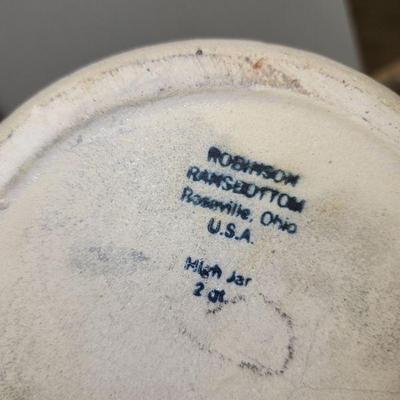 ROBINSON
RANSBOTTOM
Roseville, Ohio
U.S.A.
High Jar
2 qt.